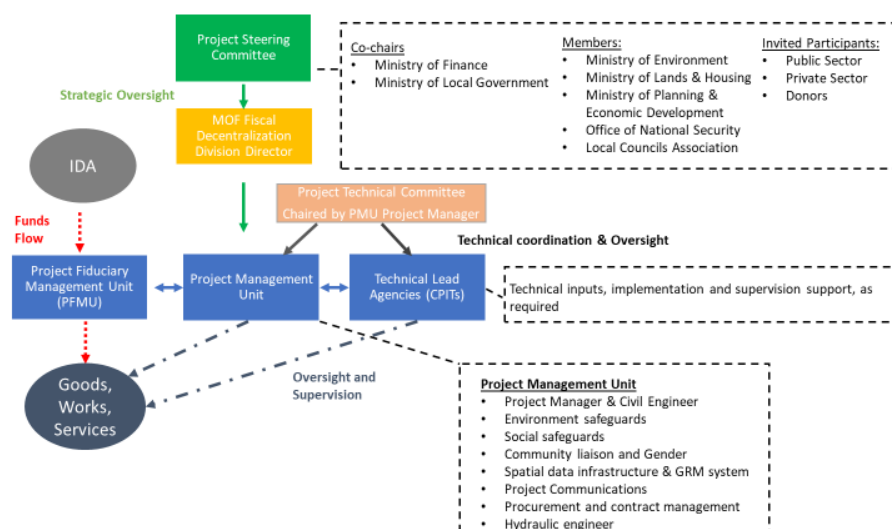 Project Steering
Committee
Co-chairs
• Ministry of Finance
• Ministry of Local Government
Members:
• Ministry of Environment
• Ministry of Lands & Housing
• Ministry of Planning &
Economic Development
• Office of National Security
• Local Councils Association
Invited Participants:
• Public Sector
• Private Sector
• Donors
Strategic Oversight
MOF Fiscal
Decentralization
Division Director
IDA
Project Technical Committee
Chaired by PMU Project Manager
Funds
Flow
Technical coordination & Oversight
Project Fiduciary
Management Unit
(PFMU)
Project Management
Unit
Technical Lead
Agencies (CPITs)
Technical inputs, implementation and supervision support, as
required
Goods,
Works,
Services
Oversight and
Supervision
Project Management Unit
• Project Manager & Civil Engineer
• Environment safeguards
• Social safeguards
• Community liaison and Gender
• Spatial data infrastructure & GRM system
• Project Communications
• Procurement and contract management
• Hydraulic engineer